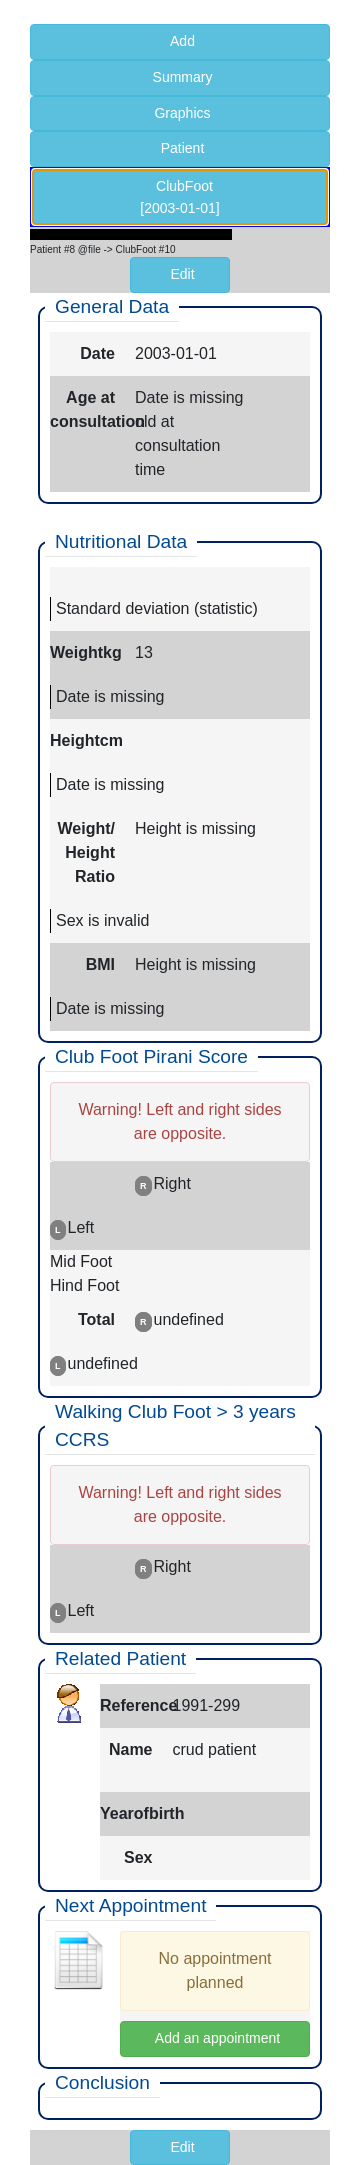 Add
Summary
Graphics
Patient
ClubFoot
[2003-01-01]
Patient #8 @file -> ClubFoot #10
Edit
General Data
Date 2003-01-01
Age at Date is missing
consultation old at
consultation
time
Nutritional Data
Standard deviation (statistic)
Weightkg 13
Date is missing
Heightcm
Date is missing
Weight/ Height is missing
Height
Ratio
Sex is invalid
BMI Height is missing
Date is missing
Club Foot Pirani Score
Warning! Left and right sides
are opposite.
R Right
L Left
Mid Foot
Hind Foot
Total R undefined
L undefined
Walking Club Foot > 3 years
CCRS
Warning! Left and right sides
are opposite.
R Right
L Left
Related Patient
Reference 1991-299
Name crud patient
Yearofbirth
Sex
Next Appointment
No appointment
planned
Add an appointment
Conclusion
Edit